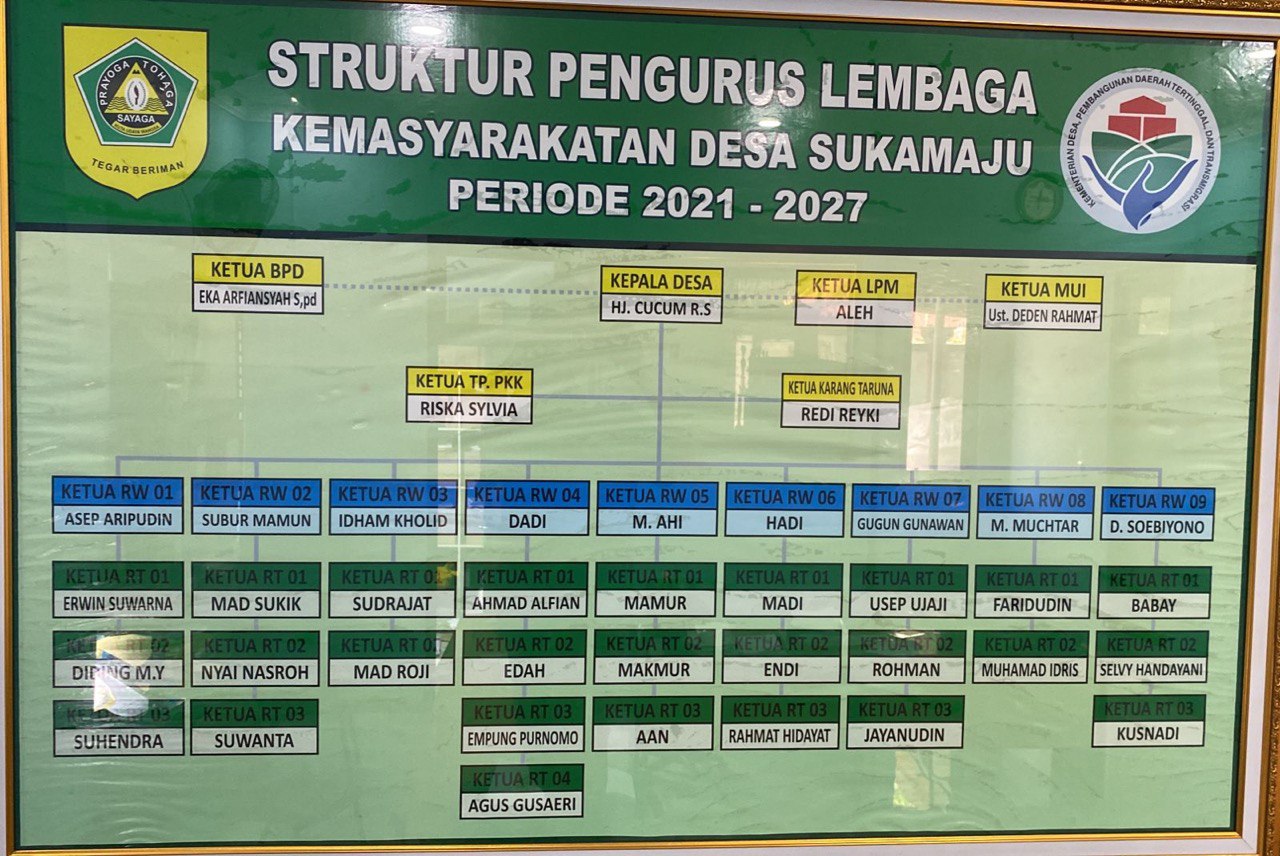 PRAYOGA TOHAGA
SAYAGA
TEGAR BERIMAN
STRUKTUR PENGURUS LEMBAGA
KEMASYARAKATAN DESA SUKAMAJU
PERIODE 2021 - 2027
KEMENTERIAN DESA, PEMBANGUNAN DAERAH TERTINGGAL, DAN TRANSMIGRASI
KETUA BPD
EKA ARFIANSYAH S,pd
KEPALA DESA
HJ. CUCUM R.S
KETUA LPM
ALEH
KETUA MUI
Ust. DEDEN RAHMAT
KETUA TP. PKK
RISKA SYLVIA
KETUA KARANG TARUNA
REDI REYKI
KETUA RW 01
ASEP ARIPUDIN
KETUA RW 02
SUBUR MAMUN
KETUA RW 03
IDHAM KHOLID
KETUA RW 04
DADI
KETUA RW 05
M. AHI
KETUA RW 06
HADI
KETUA RW 07
GUGUN GUNAWAN
KETUA RW 08
M. MUCHTAR
KETUA RW 09
D. SOEBIYONO
KETUA RT 01
ERWIN SUWARNA
KETUA RT 01
MAD SUKIK
KETUA RT 01
SUDRAJAT
KETUA RT 01
AHMAD ALFIAN
KETUA RT 01
MAMUR
KETUA RT 01
MADI
KETUA RT 01
USEP UJAJI
KETUA RT 01
FARIDUDIN
KETUA RT 01
BABAY
KETUA RT 02
DIDING M.Y
KETUA RT 02
NYAI NASROH
KETUA RT 02
MAD ROJI
KETUA RT 02
EDAH
KETUA RT 02
MAKMUR
KETUA RT 02
ENDI
KETUA RT 02
ROHMAN
KETUA RT 02
MUHAMAD IDRIS
KETUA RT 02
SELVY HANDAYANI
KETUA RT 03
SUHENDRA
KETUA RT 03
SUWANTA
KETUA RT 03
EMPUNG PURNOMO
KETUA RT 03
AAN
KETUA RT 03
RAHMAT HIDAYAT
KETUA RT 03
JAYANUDIN
KETUA RT 03
KUSNADI
KETUA RT 04
AGUS GUSAERI